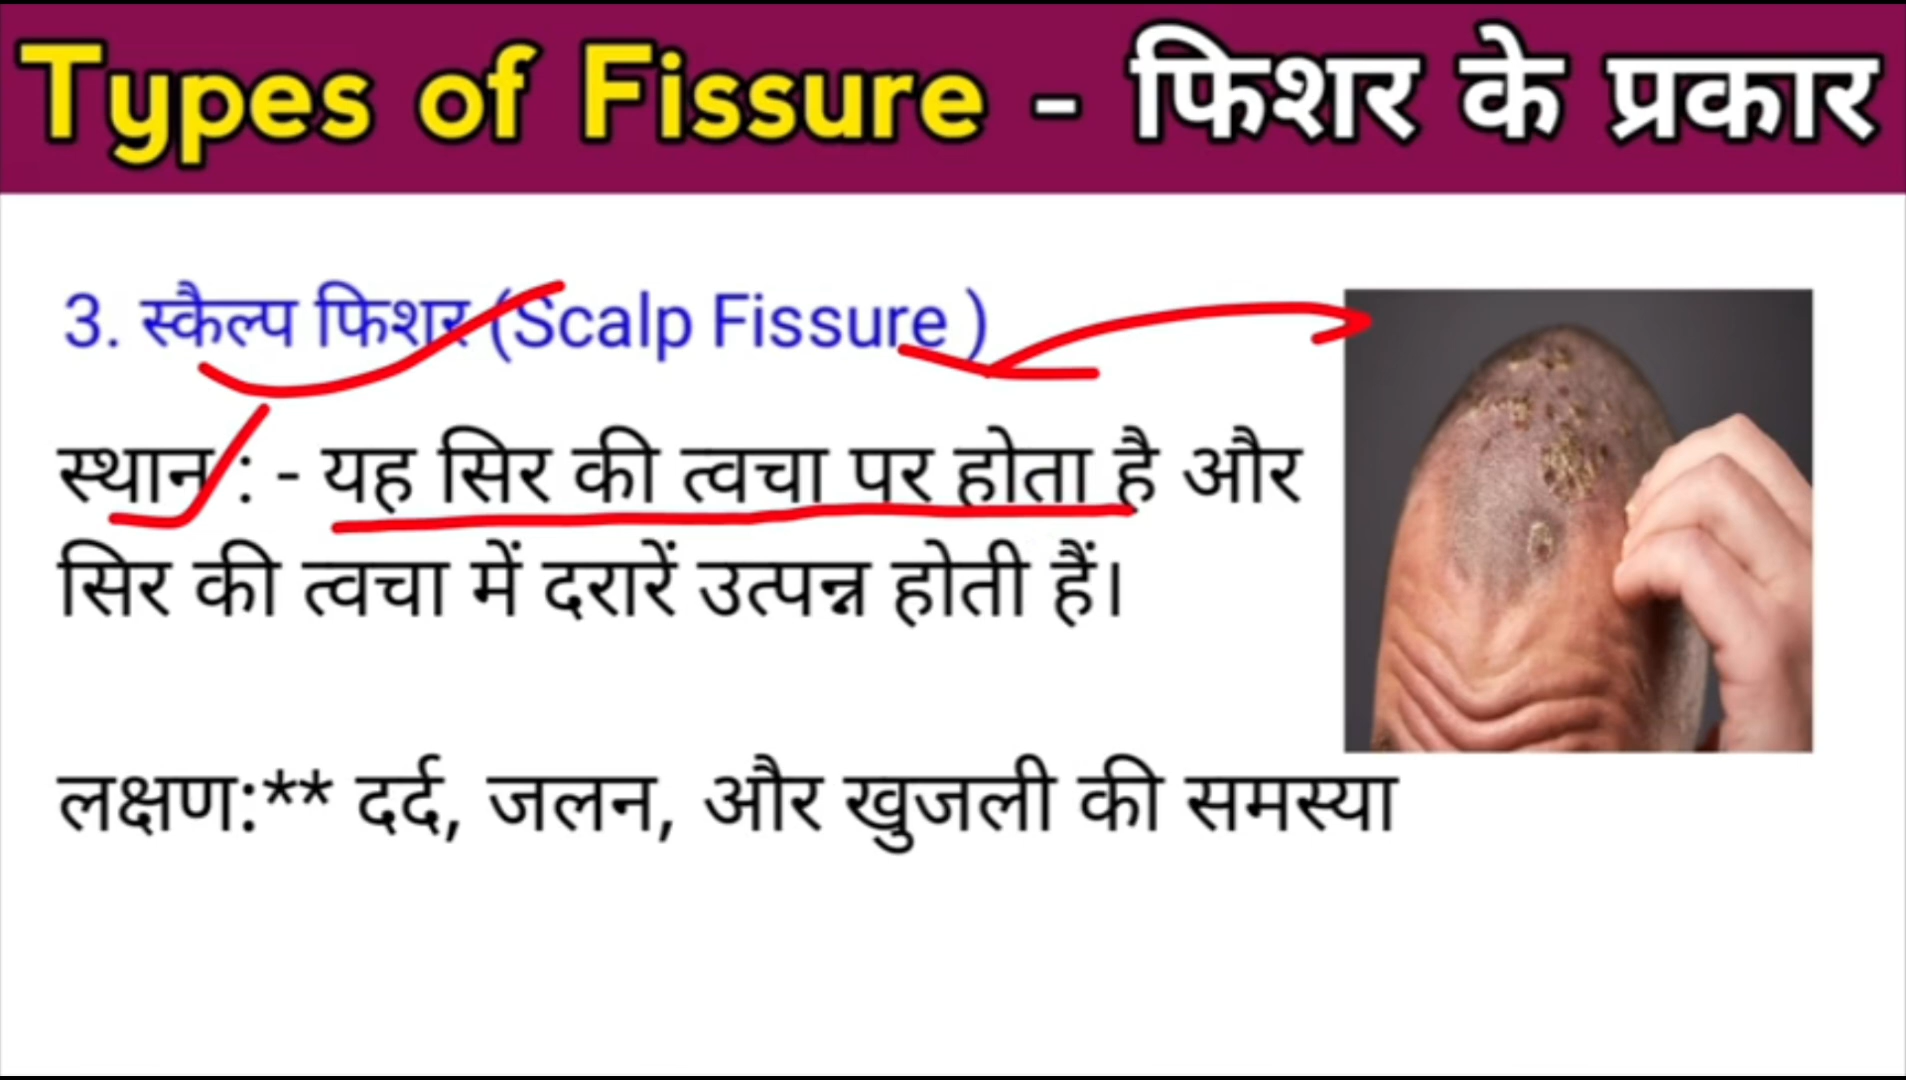 Types of Fissure - फिशर के प्रकार
3. स्कैल्प फिशर (Scalp Fissure )
स्थान : - यह सिर की त्वचा पर होता है और
सिर की त्वचा में दरारें उत्पन्न होती हैं।
लक्षण:** दर्द, जलन, और खुजली की समस्या